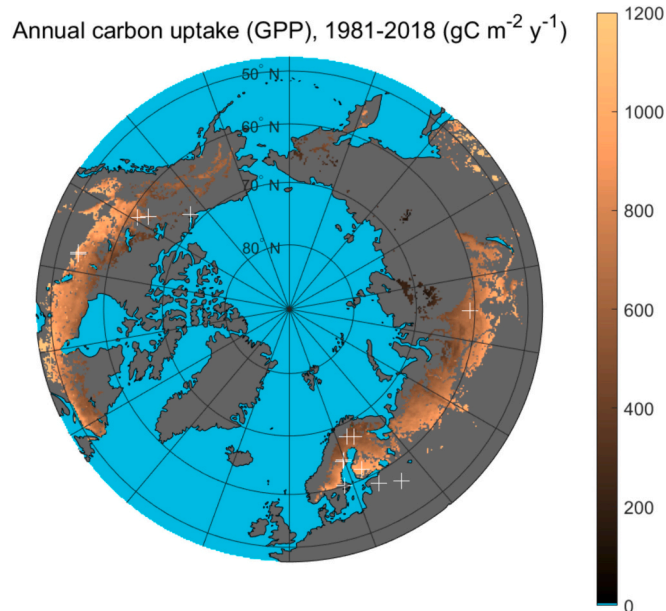 Annual carbon uptake (GPP), 1981-2018 (gC m⁻² y⁻¹)
1200
1000
800
600
400
200
0
50° N
60° N
70° N
80° N